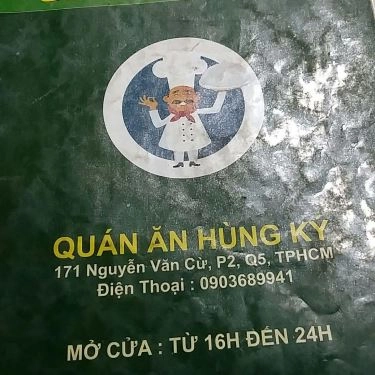 QUÁN ĂN HÙNG KÝ
171 Nguyễn Văn Cừ, P2, Q5, TPHCM
Điện Thoại : 0903689941
MỞ CỬA : TỪ 16H ĐẾN 24H